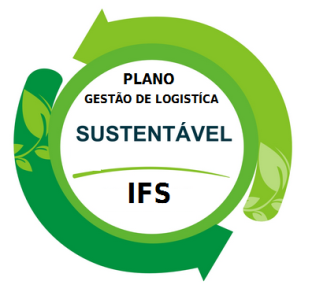 PLANO
GESTÃO DE LOGISTÍCA
SUSTENTÁVEL
IFS